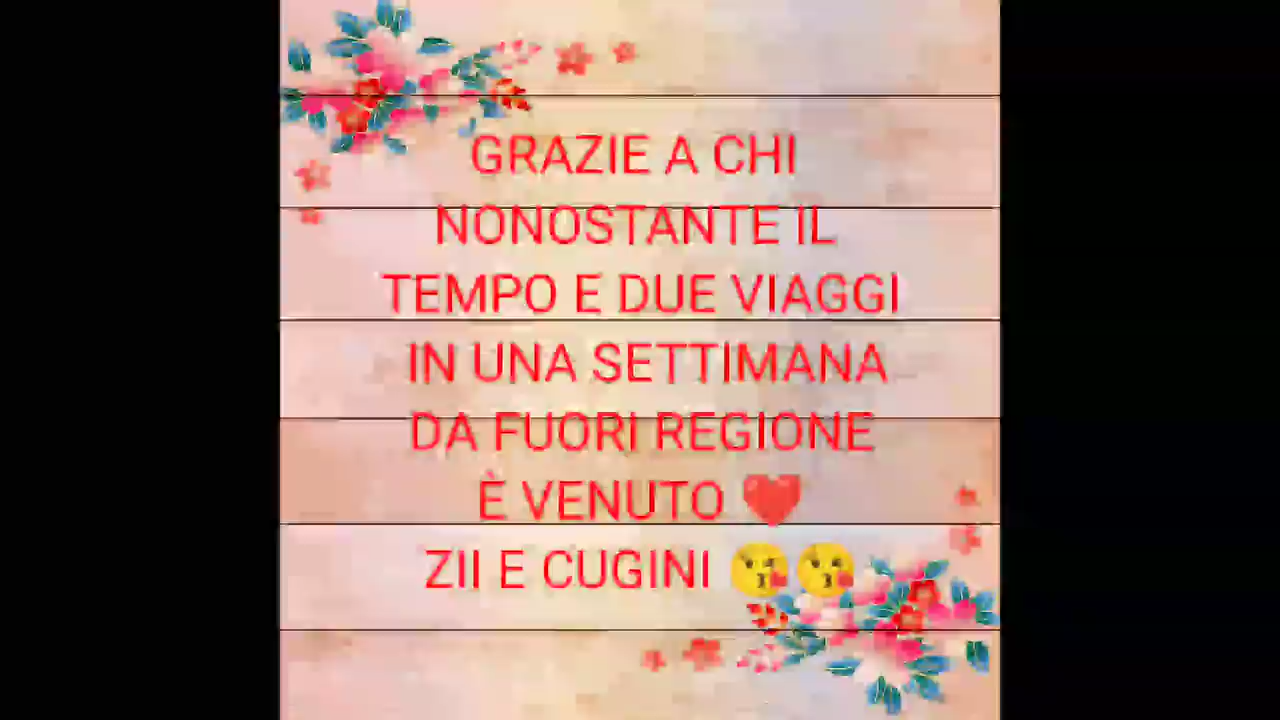 GRAZIE A CHI
NONOSTANTE IL
TEMPO E DUE VIAGGI
IN UNA SETTIMANA
DA FUORI REGIONE
È VENUTO ❤️
ZII E CUGINI 😘😘